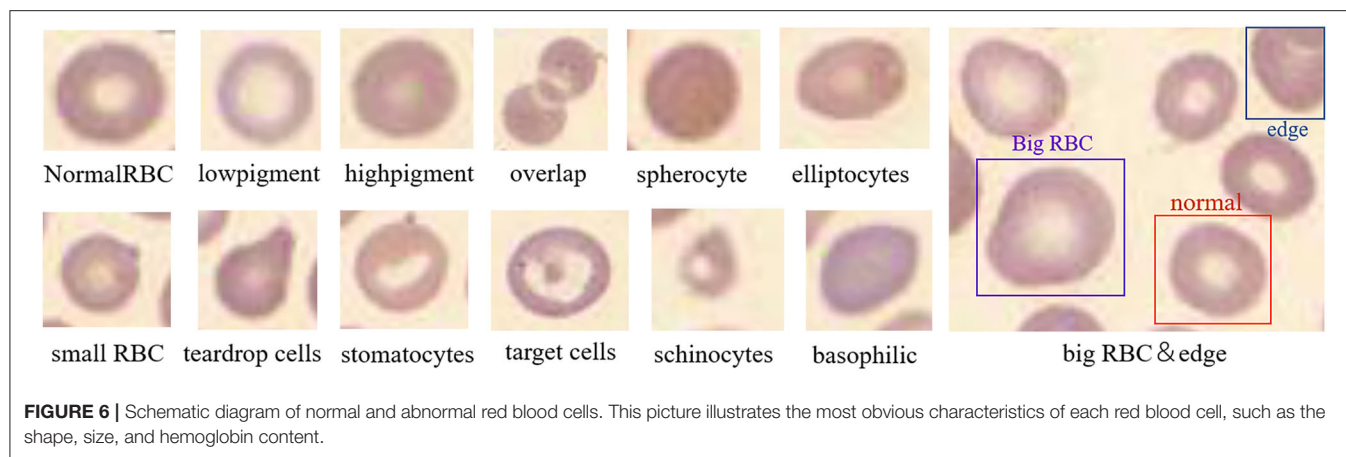 NormalRBC lowpigment highpigment overlap spherocyte elliptocytes
edge
Big RBC
normal
small RBC teardrop cells stomatocytes target cells schinocytes basophilic big RBC & edge
FIGURE 6 | Schematic diagram of normal and abnormal red blood cells. This picture illustrates the most obvious characteristics of each red blood cell, such as the
shape, size, and hemoglobin content.